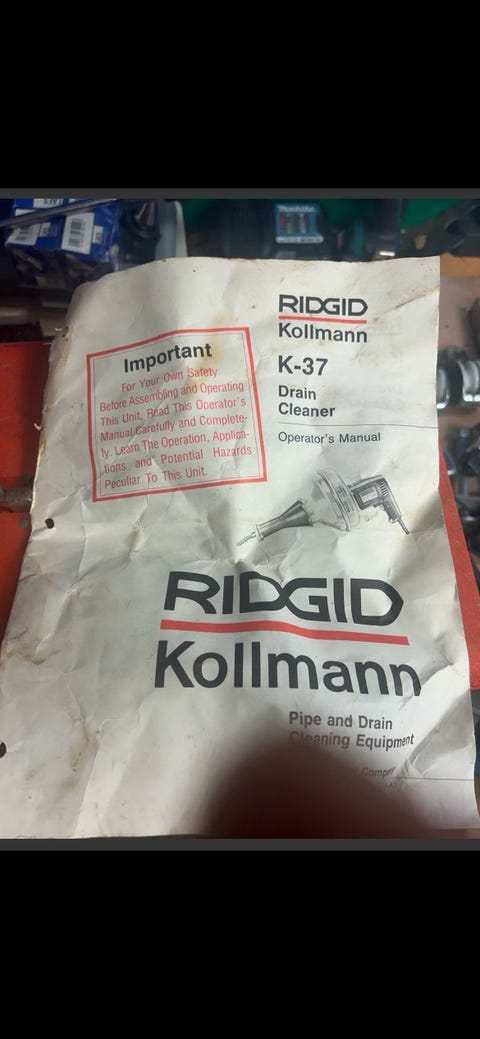 Makita
RIDGID
Kollmann
K-37
Drain
Cleaner
Operator's Manual
Important
For Your Own Safety
Before Assembling and Operating
This Unit, Read This Operator's
Manual Carefully and Complete-
ly. Learn The Operation, Applica-
tions and Potential Hazards
Peculiar To This Unit.
RIDGID
Kollmann
Pipe and Drain
Cleaning Equipment